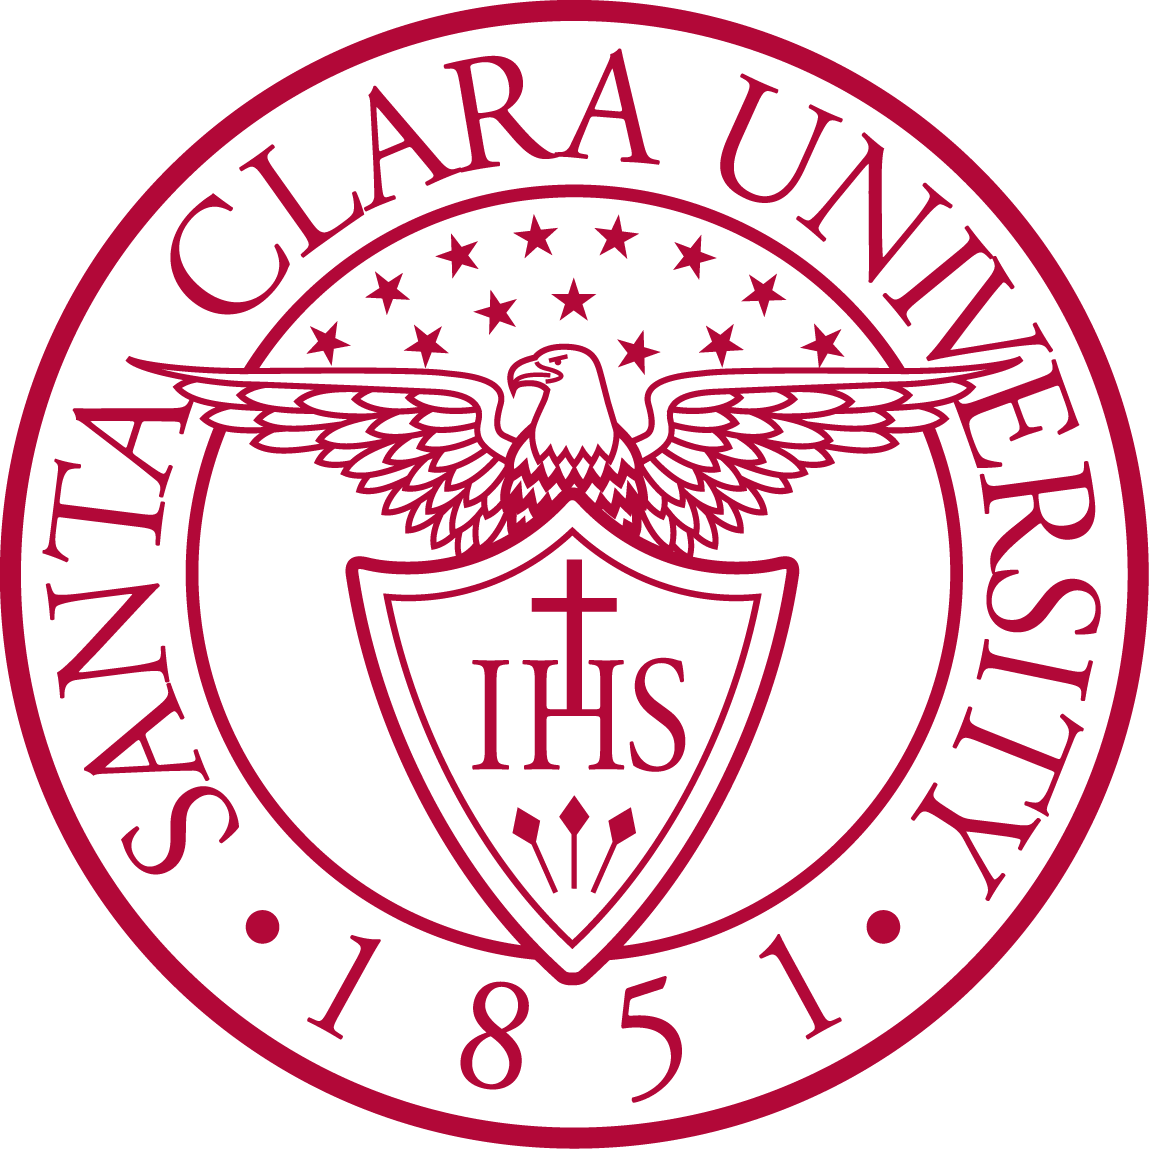 SANTA CLARA UNIVERSITY
IHS
· 1851 ·